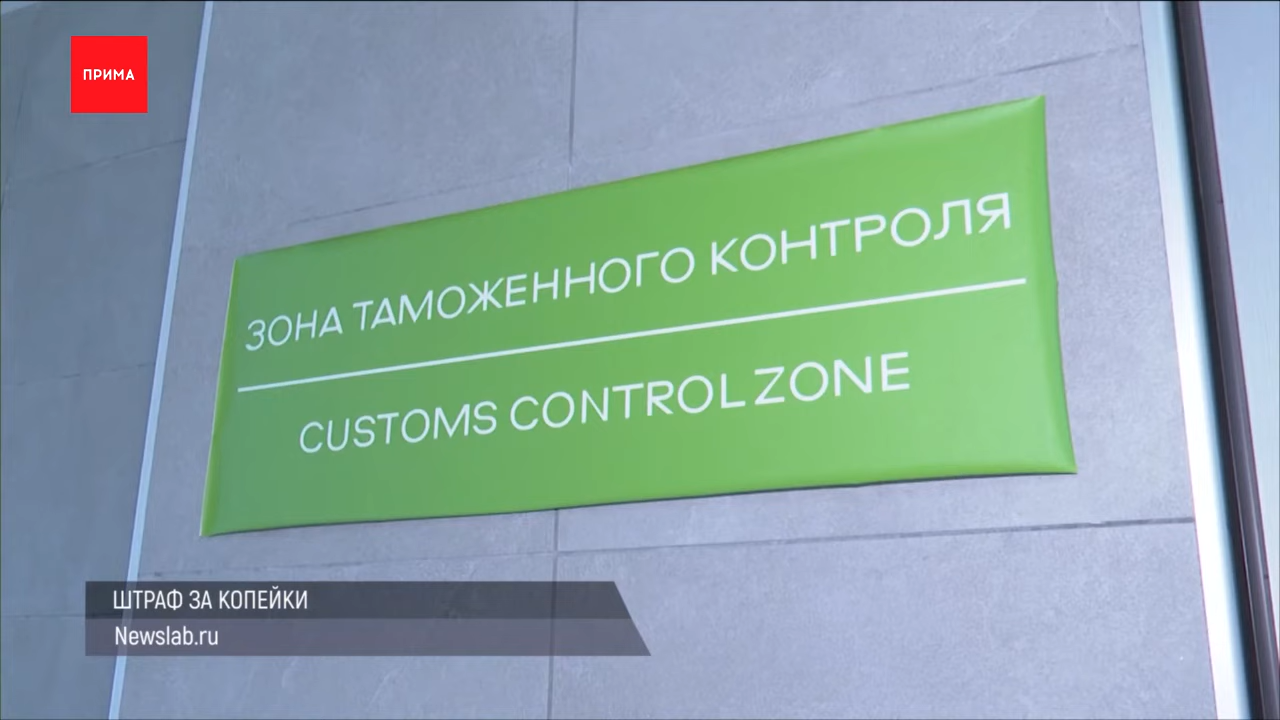 ПРИМА
ЗОНА ТАМОЖЕННОГО КОНТРОЛЯ
CUSTOMS CONTROL ZONE
ШТРАФ ЗА КОПЕЙКИ
Newslab.ru